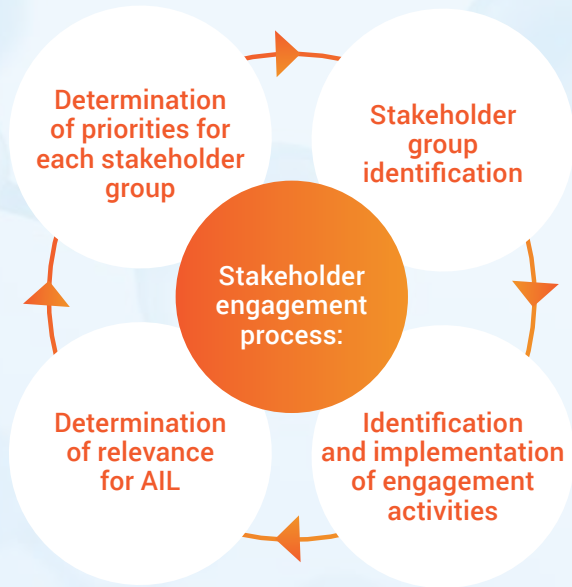 Determination
of priorities for
each stakeholder
group
Stakeholder
group
identification
Stakeholder
engagement
process:
Determination
of relevance
for AIL
Identification
and implementation
of engagement
activities